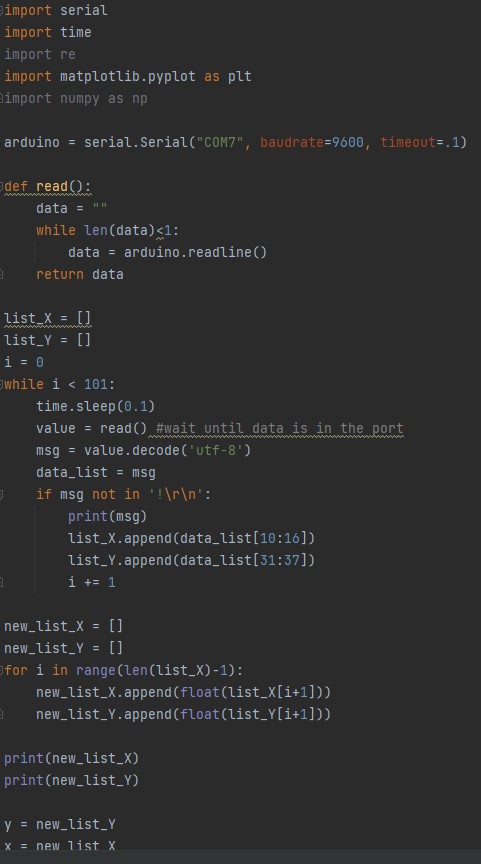 import serial
import time
import re
import matplotlib.pyplot as plt
import numpy as np

arduino = serial.Serial("COM7", baudrate=9600, timeout=.1)

def read():
    data = ""
    while len(data)<1:
        data = arduino.readline()
    return data

list_X = []
list_Y = []
i = 0
while i < 101:
    time.sleep(0.1)
    value = read() #wait until data is in the port
    msg = value.decode('utf-8')
    data_list = msg
    if msg not in '!\r\n':
        print(msg)
        list_X.append(data_list[10:16])
        list_Y.append(data_list[31:37])
        i += 1

new_list_X = []
new_list_Y = []
for i in range(len(list_X)-1):
    new_list_X.append(float(list_X[i+1]))
    new_list_Y.append(float(list_Y[i+1]))

print(new_list_X)
print(new_list_Y)

y = new_list_Y
x = new_list_X